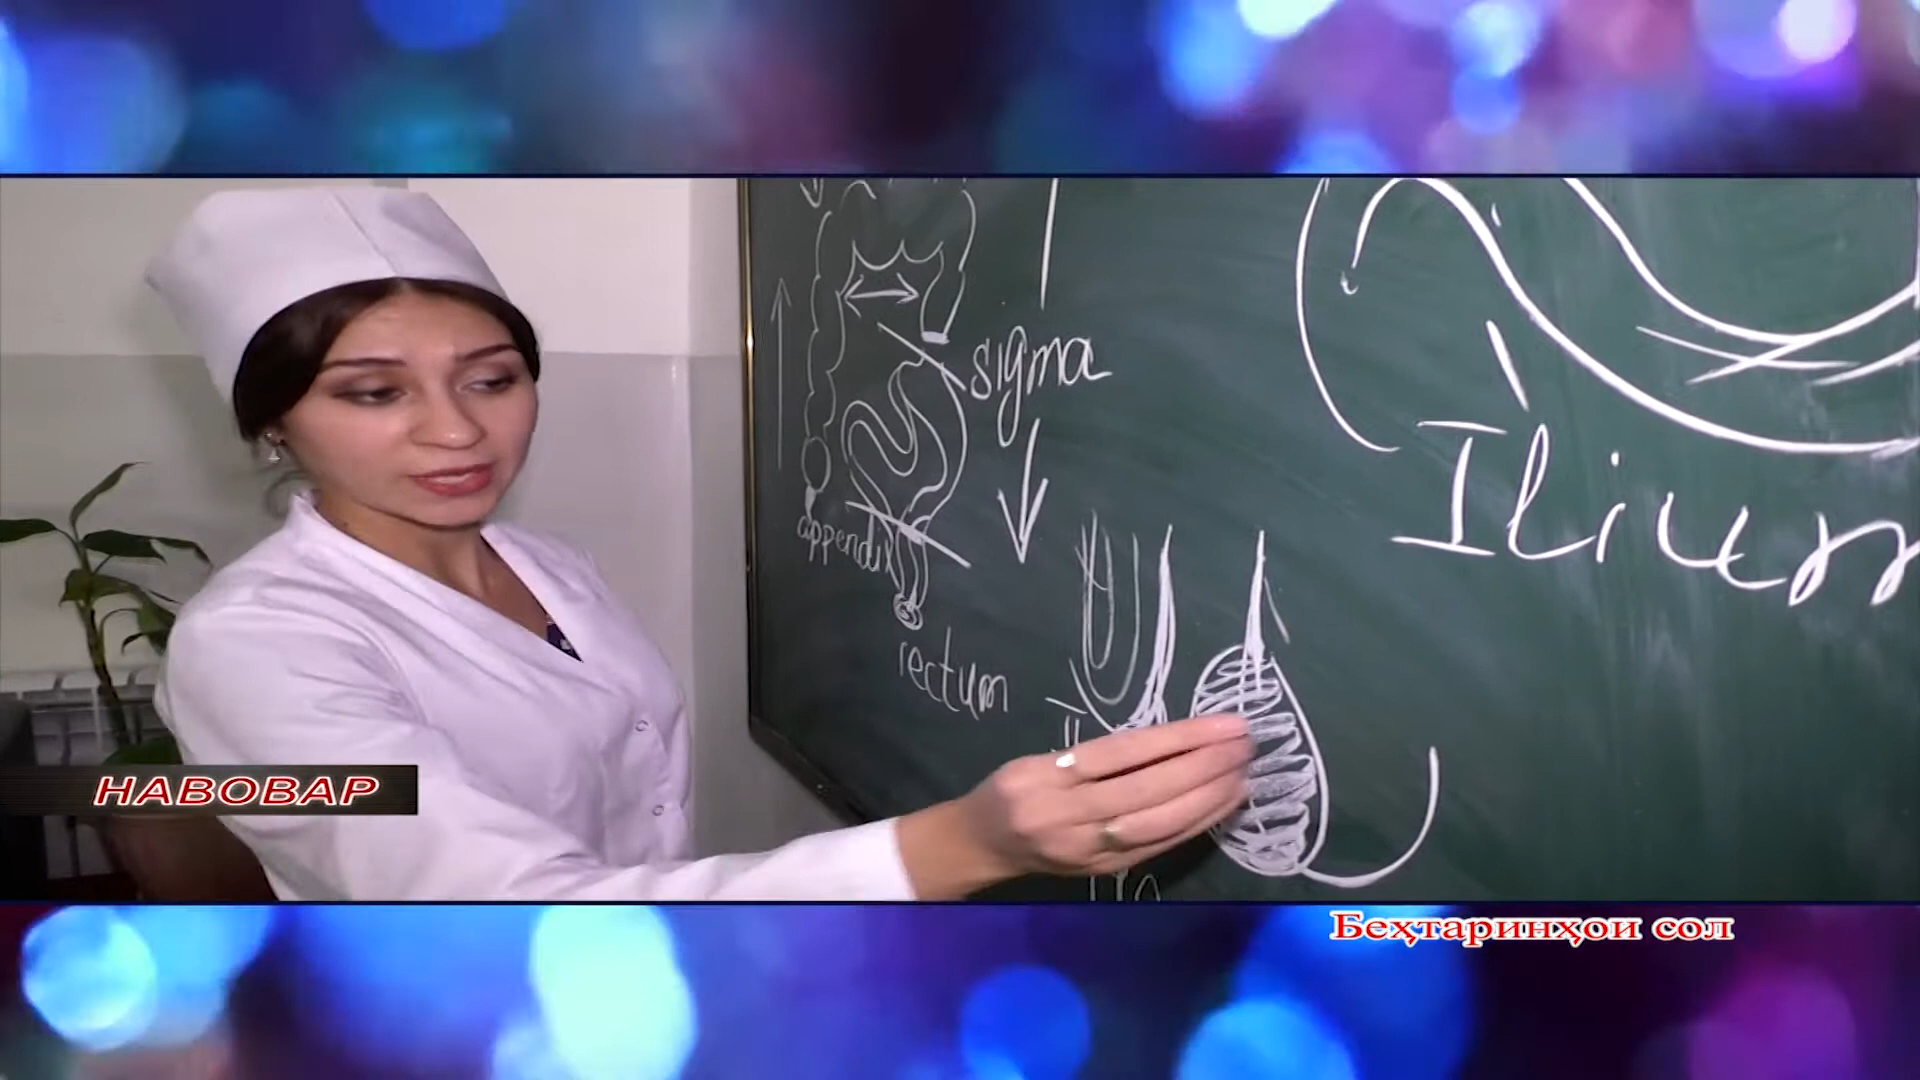 sigma
Ilium
appendix
rectum
НАВОВАР
Беҳтаринҳои сол